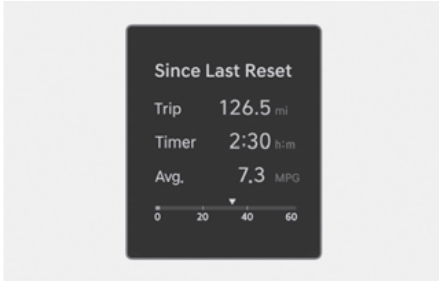 Since Last Reset
Trip 126.5 mi
Timer 2:30 h:m
Avg. 7.3 MPG
0 20 40 60